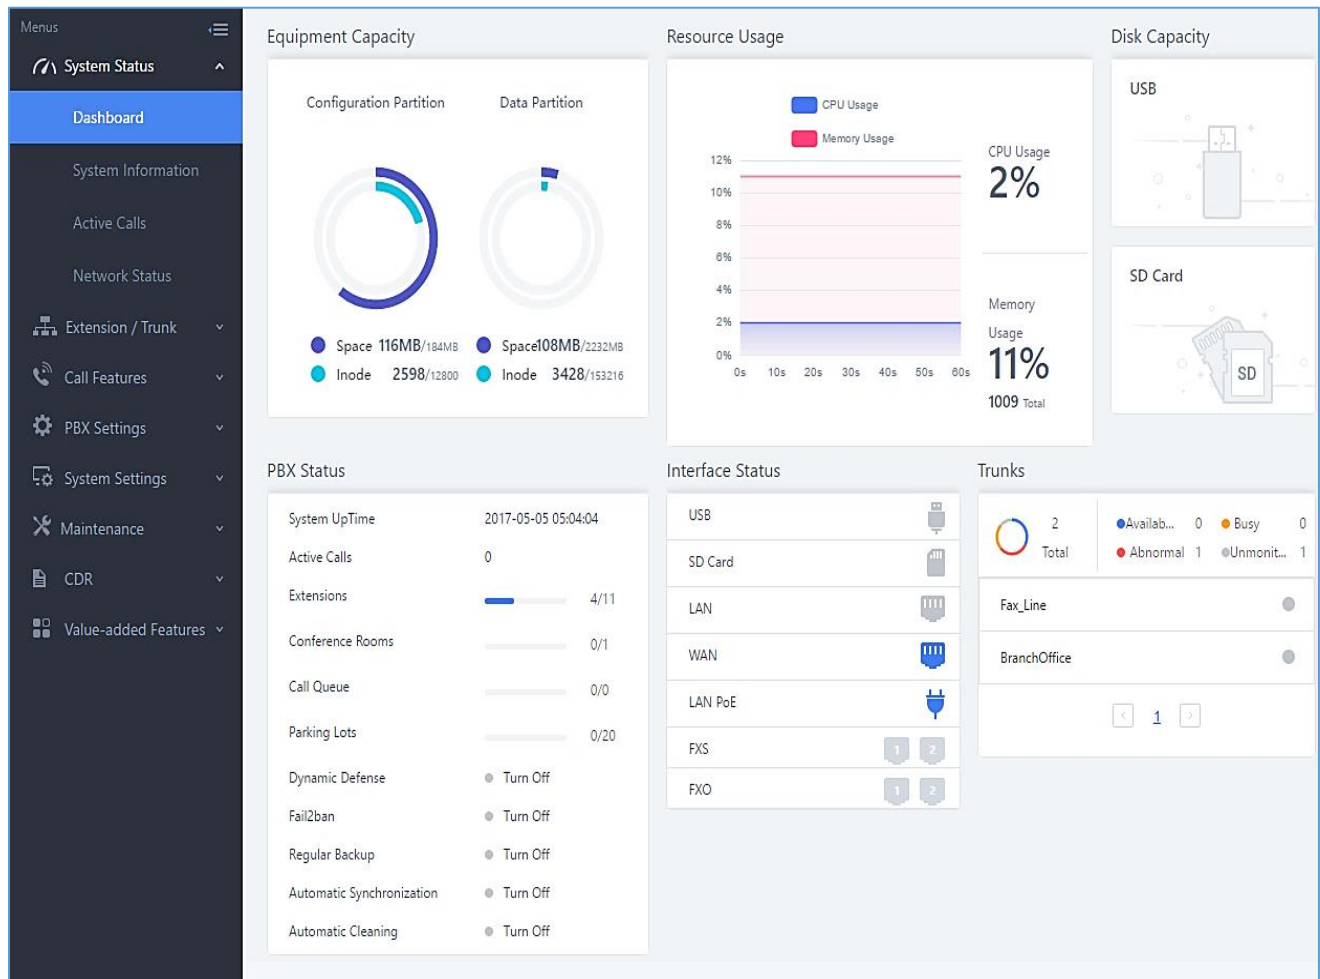 Menus
System Status
Dashboard
System Information
Active Calls
Network Status
Extension / Trunk
Call Features
PBX Settings
System Settings
Maintenance
CDR
Value-added Features
Equipment Capacity
Configuration Partition
Data Partition
Space 116MB/184MB
Inode 2598/12800
Space108MB/2232MB
Inode 3428/153216
Resource Usage
CPU Usage
Memory Usage
12%
10%
8%
6%
4%
2%
0%
0s 10s 20s 30s 40s 50s 60s
CPU Usage
2%
Memory
Usage
11%
1009 Total
Disk Capacity
USB
SD Card
SD
PBX Status
System UpTime 2017-05-05 05:04:04
Active Calls 0
Extensions 4/11
Conference Rooms 0/1
Call Queue 0/0
Parking Lots 0/20
Dynamic Defense Turn Off
Fail2ban Turn Off
Regular Backup Turn Off
Automatic Synchronization Turn Off
Automatic Cleaning Turn Off
Interface Status
USB
SD Card
LAN
WAN
LAN PoE
FXS 1 2
FXO 1 2
Trunks
2
Total
Availab... 0 Busy 0
Abnormal 1 Unmonit... 1
Fax_Line
BranchOffice
< 1 >